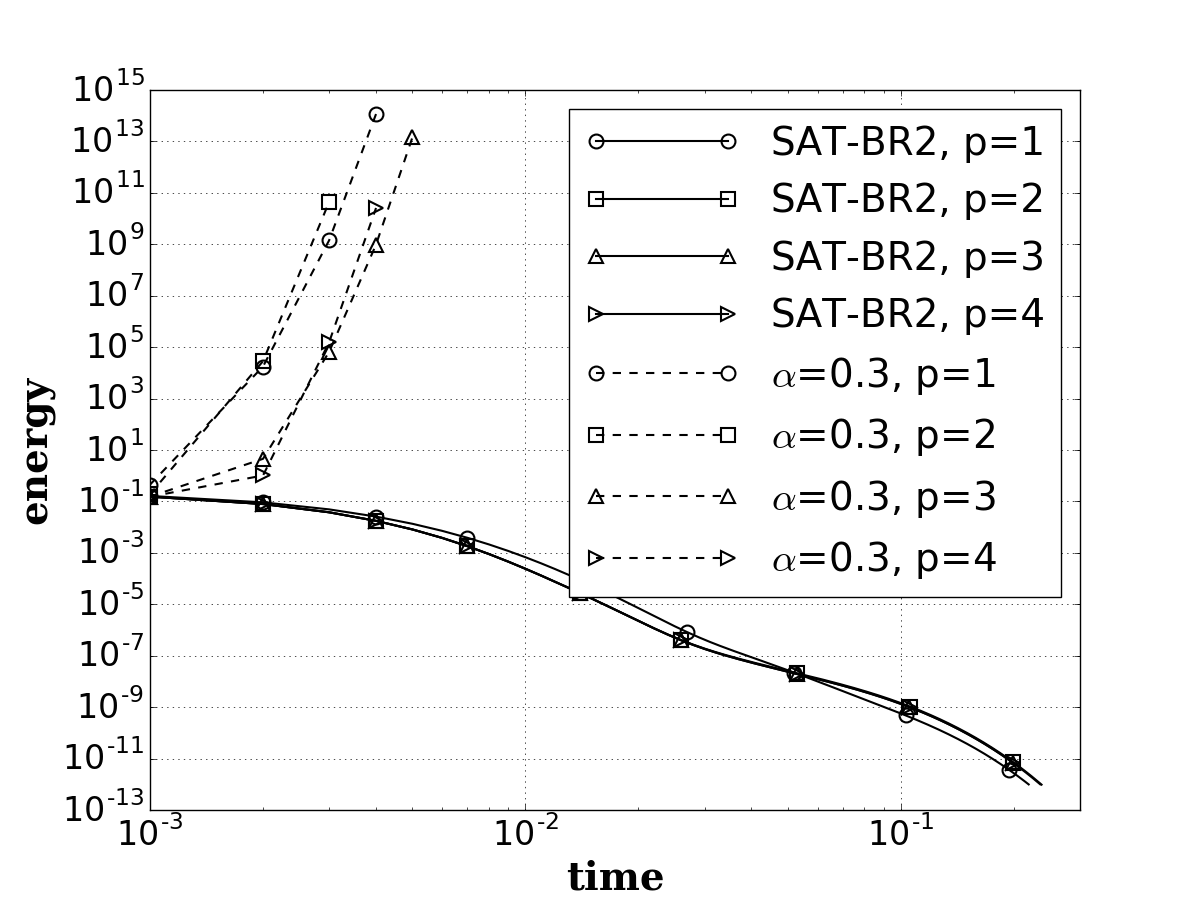 10^15
10^13
10^11
10^9
10^7
10^5
10^3
10^1
10^-1
10^-3
10^-5
10^-7
10^-9
10^-11
10^-13
energy
SAT-BR2, p=1
SAT-BR2, p=2
SAT-BR2, p=3
SAT-BR2, p=4
α=0.3, p=1
α=0.3, p=2
α=0.3, p=3
α=0.3, p=4
10^-3 10^-2 10^-1
time